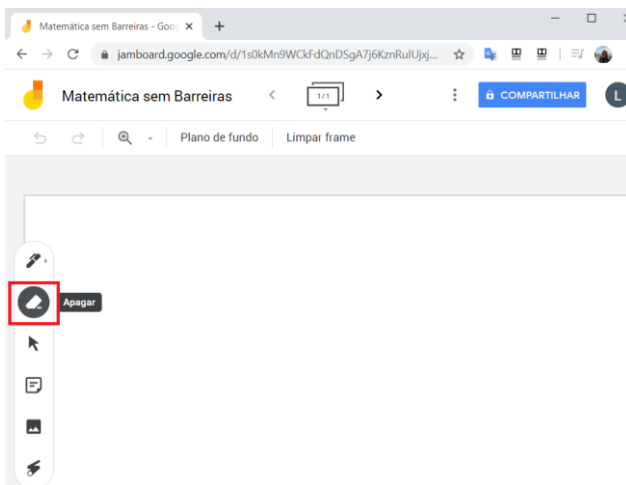 Matemática sem Barreiras - Goo
jamboard.google.com/d/1s0kMn9WCkFdQnDSgA7j6KznRulUjxj...
Matemática sem Barreiras
1/1
COMPARTILHAR
L
Plano de fundo
Limpar frame
Apagar